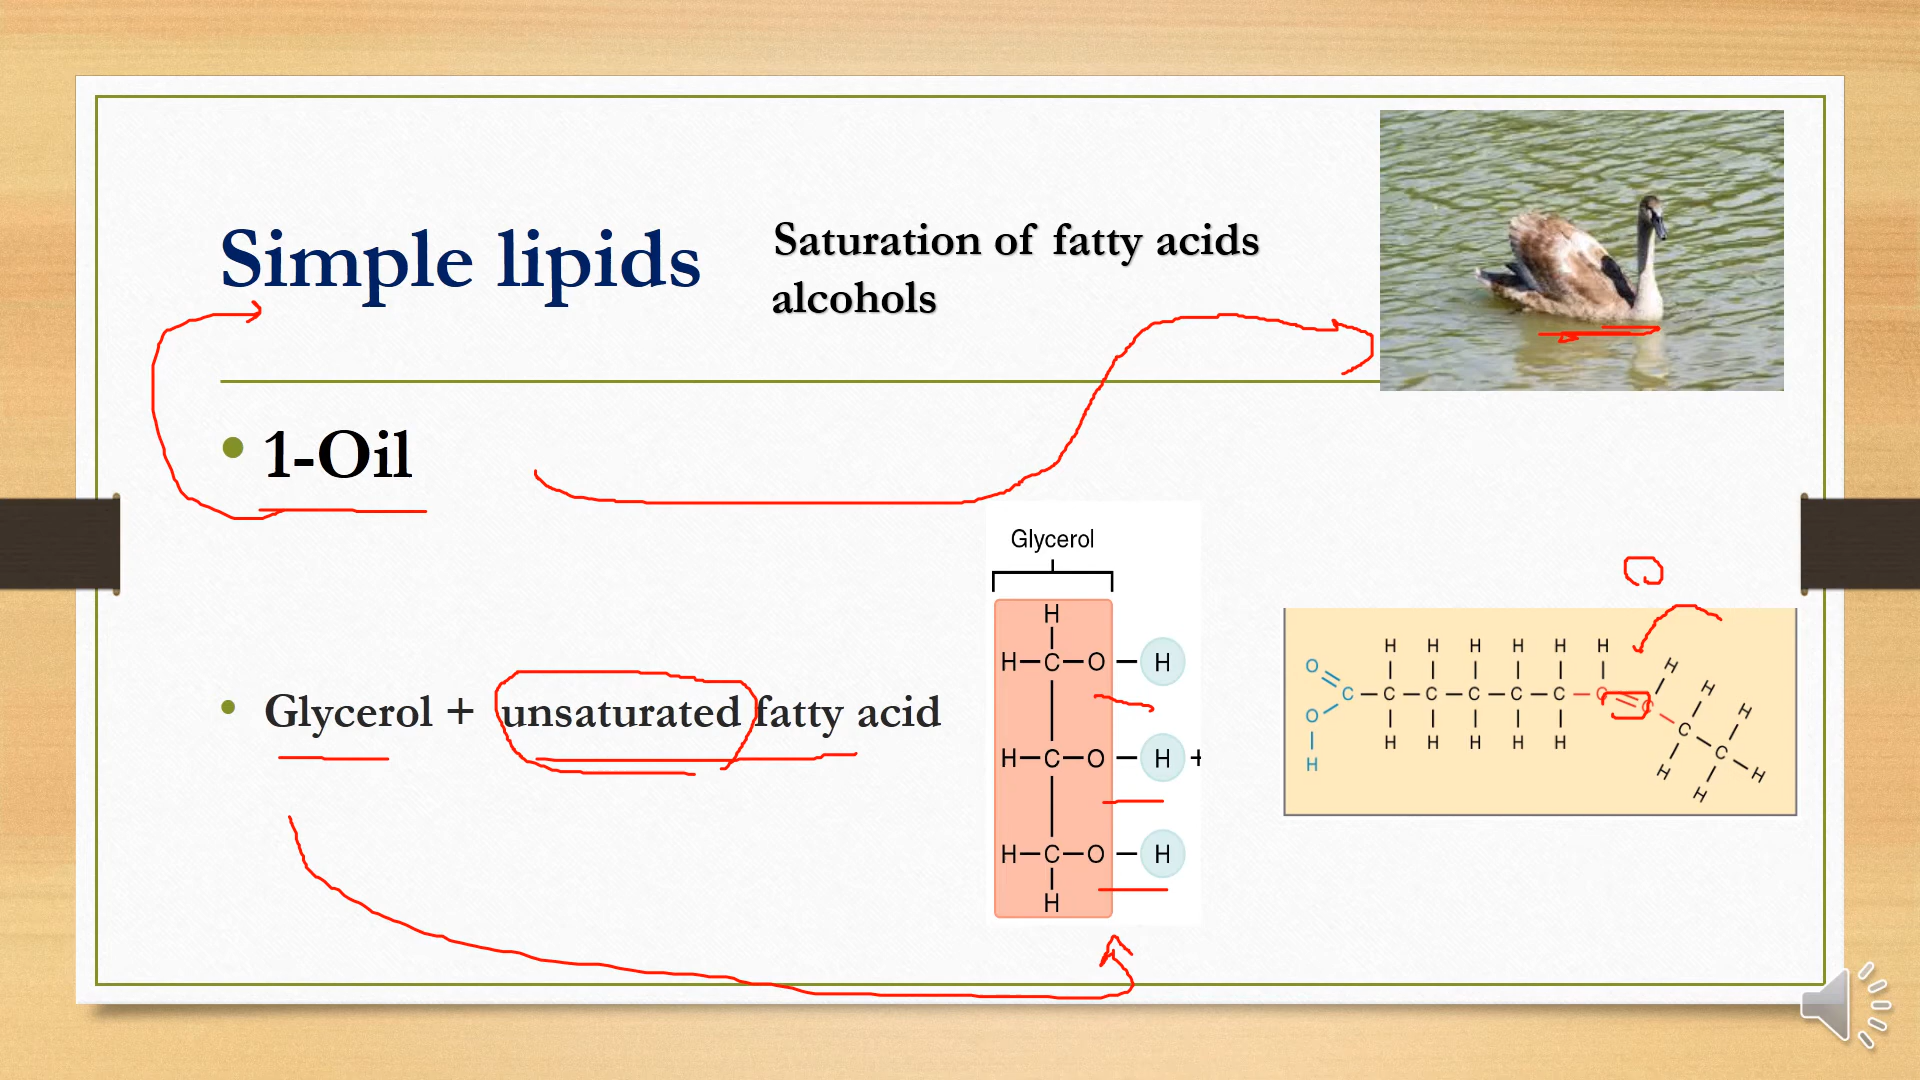 Simple lipids
Saturation of fatty acids
alcohols
• 1-Oil
• Glycerol + unsaturated fatty acid
Glycerol
H
H—C—O—H
H—C—O—H +
H—C—O—H
H
H H H H H H
O H H H
C—C—C—C—C—C—C=C
O C C H
H H H H H H H H